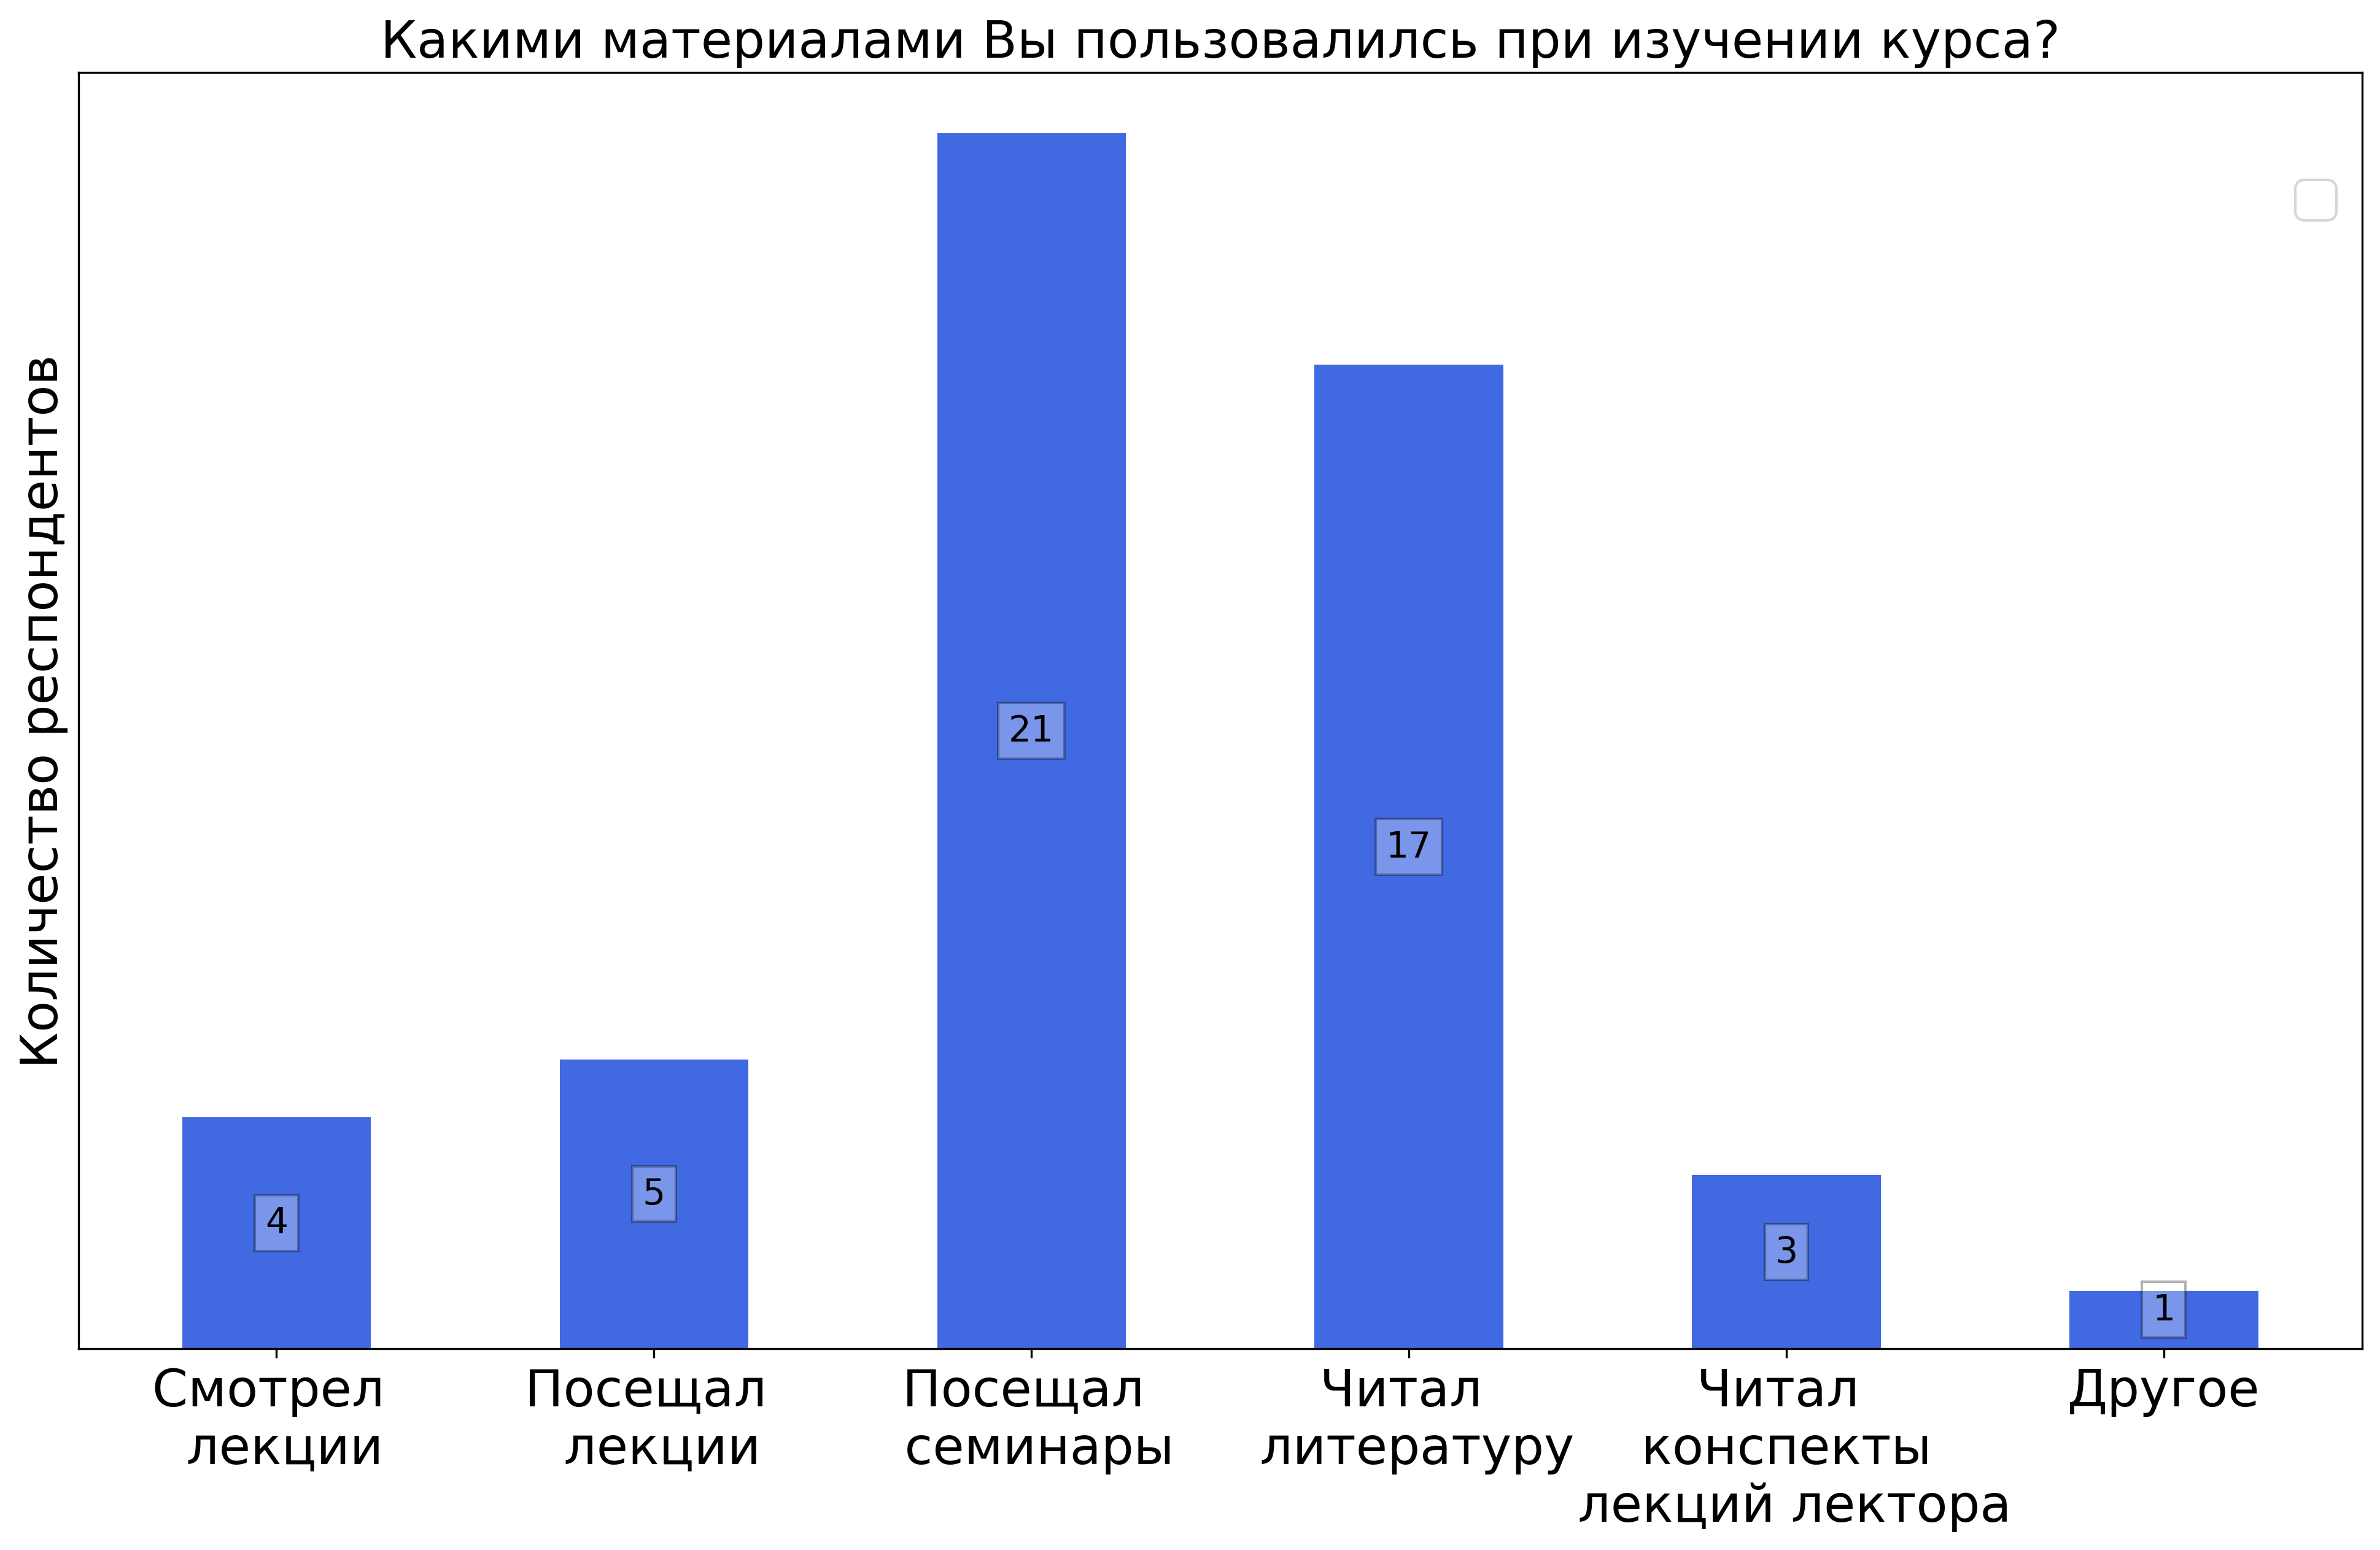 Какими материалами Вы пользовалилсь при изучении курса?
Количество респондентов
21
17
5
4
3
1
Смотрел
лекции
Посещал
лекции
Посещал
семинары
Читал
литературу
Читал
конспекты
лекций лектора
Другое